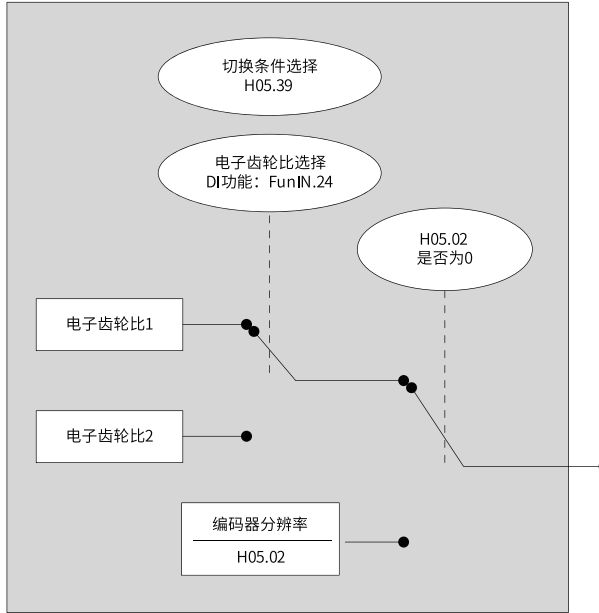 切换条件选择
H05.39
电子齿轮比选择
DI功能：FunIN.24
H05.02
是否为0
电子齿轮比1
电子齿轮比2
编码器分辨率
H05.02